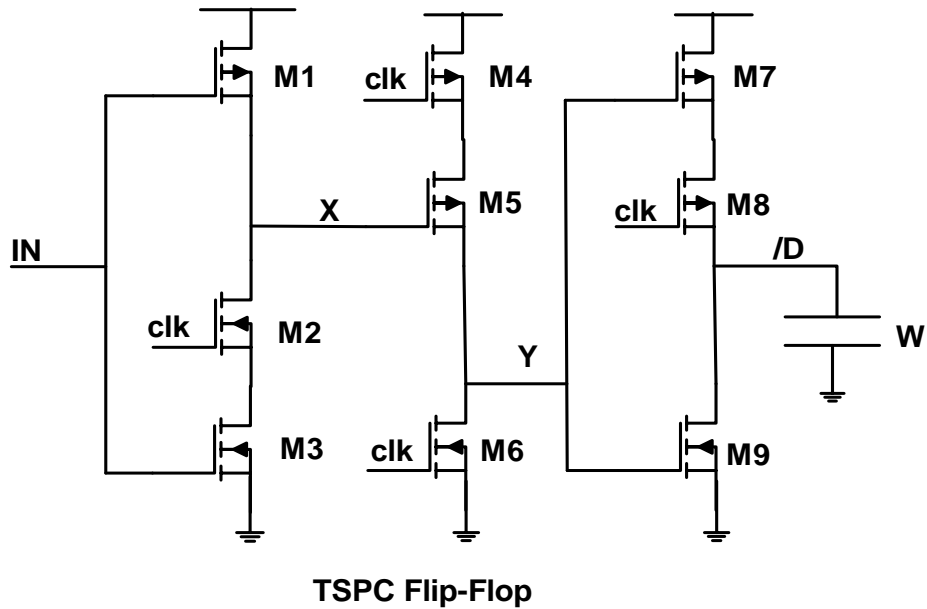 M1
clk
M4
M7
X
M5
clk
M8
IN
/D
clk
M2
W
Y
M3
clk
M6
M9
TSPC Flip-Flop